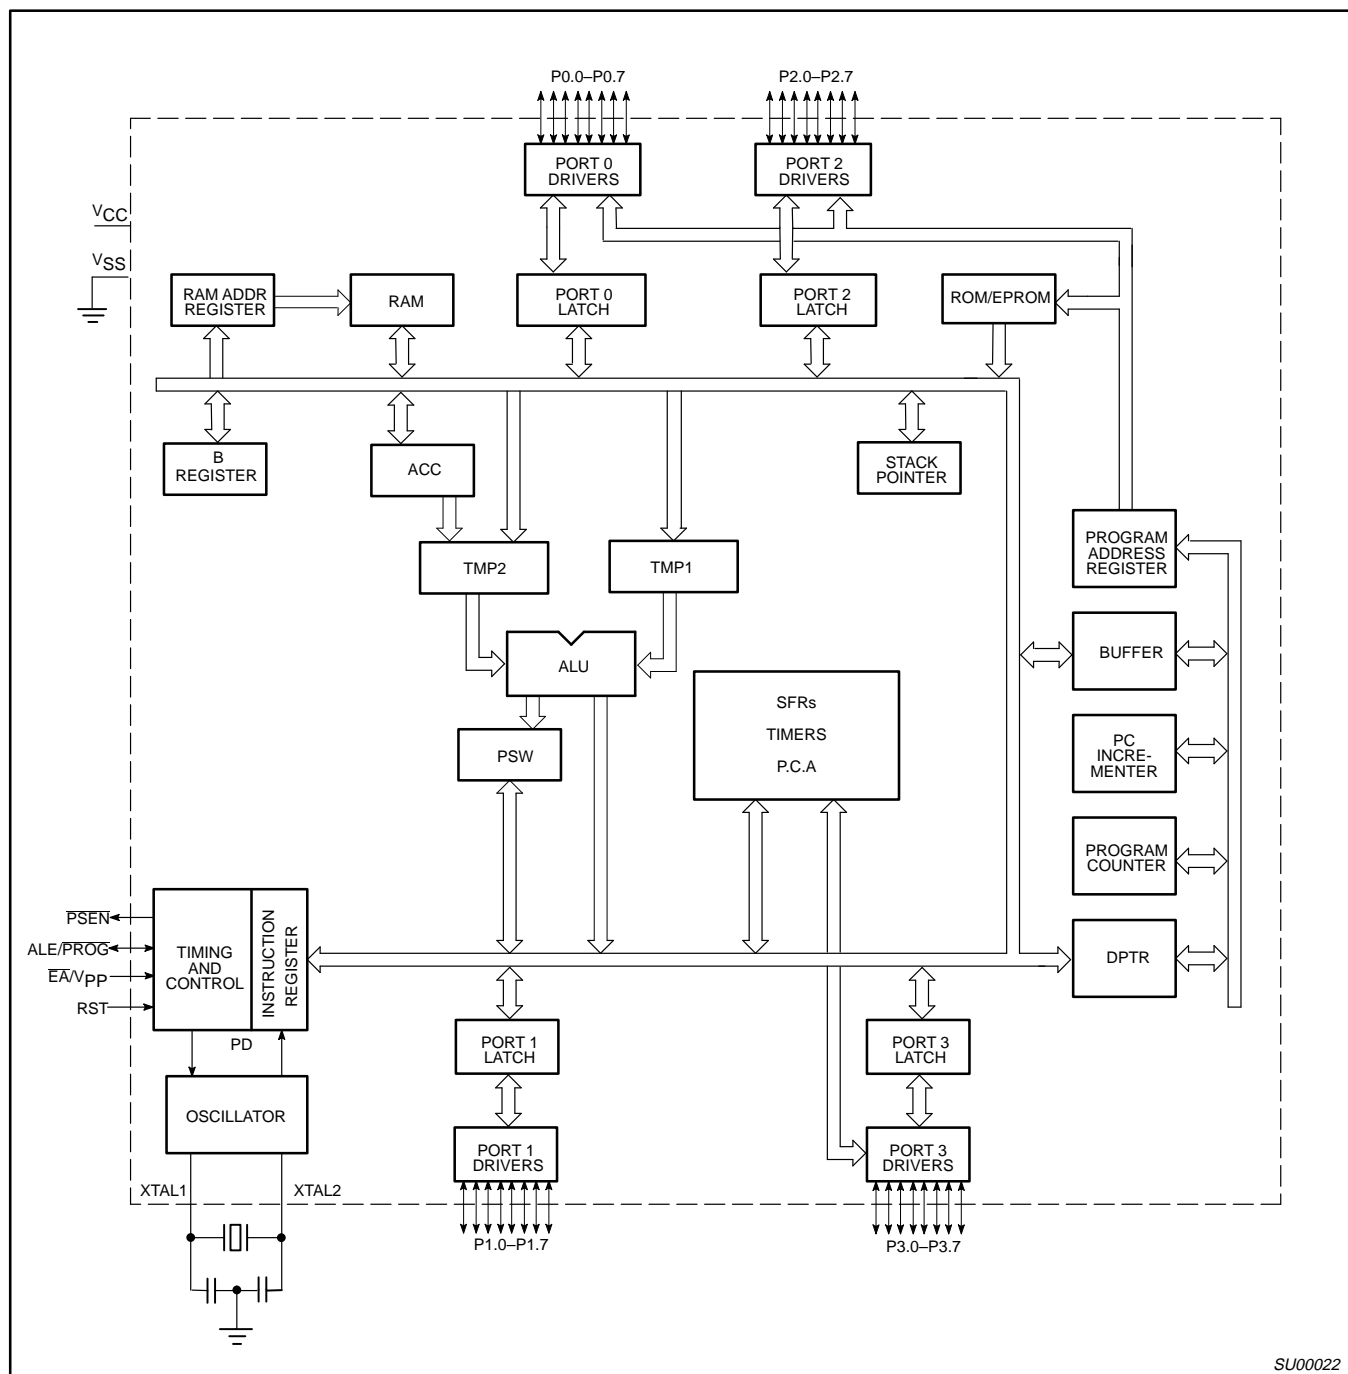 P0.0–P0.7
P2.0–P2.7
PORT 0
DRIVERS
PORT 2
DRIVERS
VCC
VSS
RAM ADDR
REGISTER
RAM
PORT 0
LATCH
PORT 2
LATCH
ROM/EPROM
B
REGISTER
ACC
STACK
POINTER
TMP2
TMP1
PROGRAM
ADDRESS
REGISTER
ALU
BUFFER
SFRs
TIMERS
P.C.A
PSW
PC
INCRE-
MENTER
PROGRAM
COUNTER
PSEN
ALE/PROG
EA/VPP
RST
TIMING
AND
CONTROL
INSTRUCTION
REGISTER
DPTR
PD
PORT 1
LATCH
PORT 3
LATCH
OSCILLATOR
PORT 1
DRIVERS
PORT 3
DRIVERS
XTAL1
XTAL2
P1.0–P1.7
P3.0–P3.7
SU00022